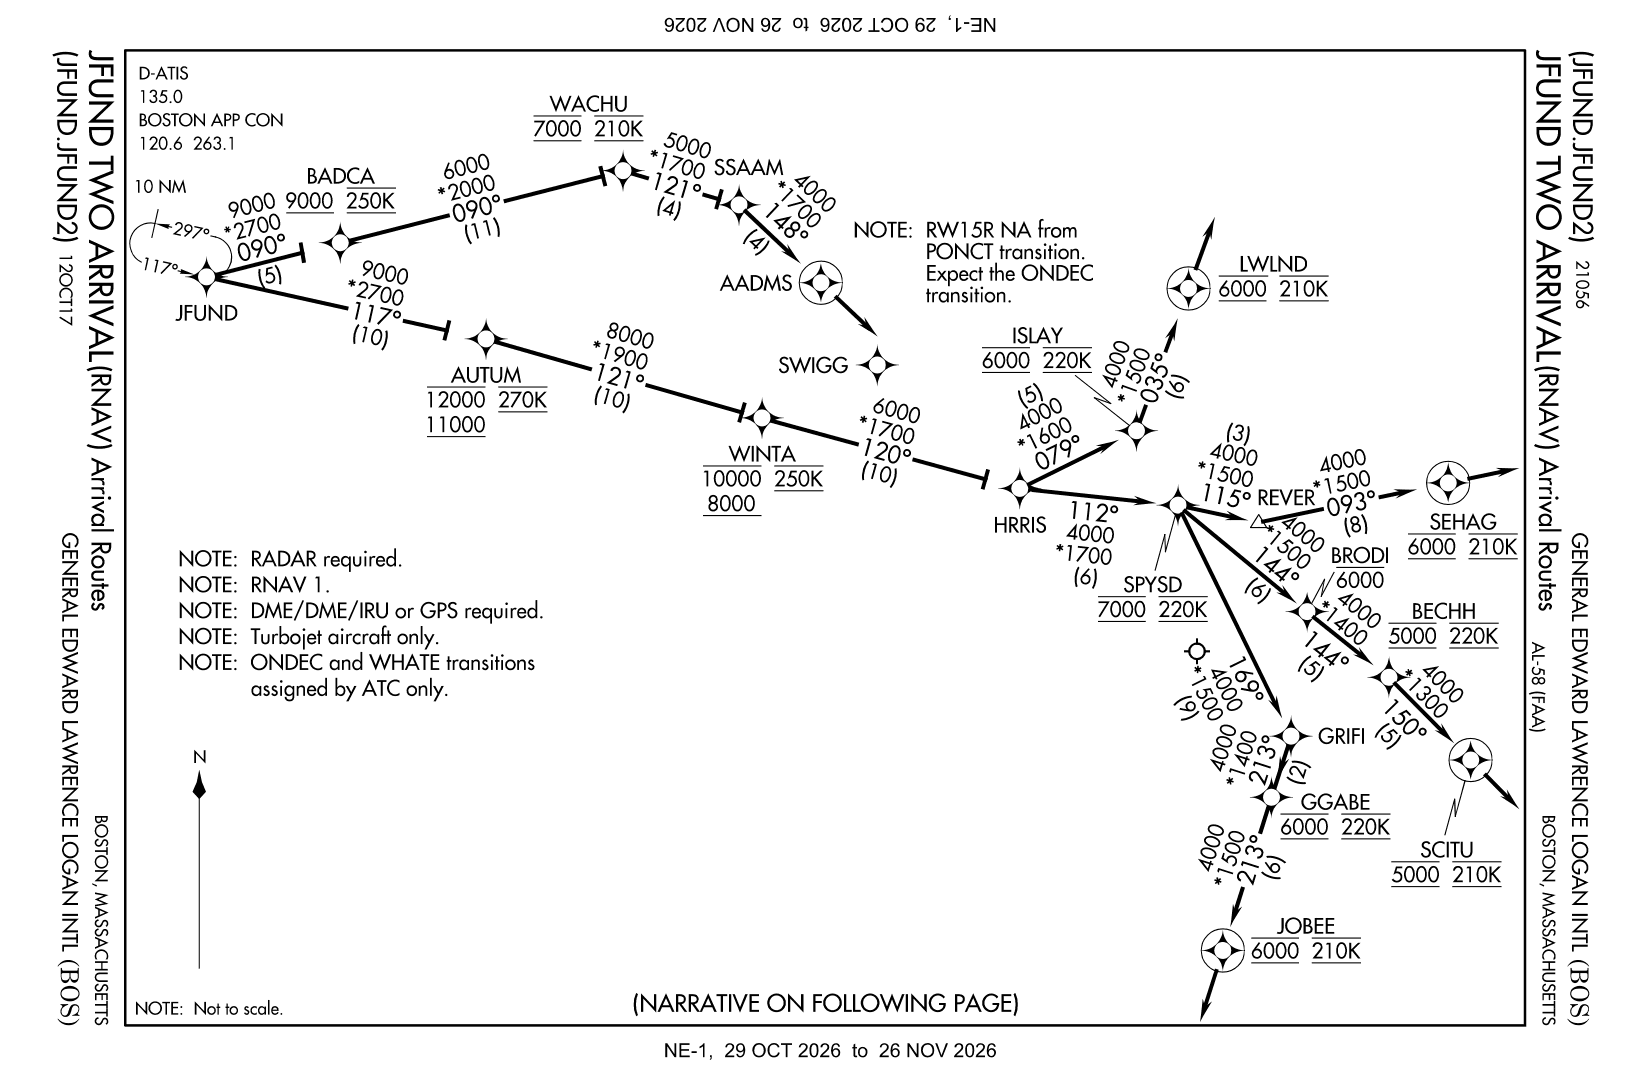 NE-1, 29 OCT 2026 to 26 NOV 2026
(JFUND.JFUND2) 12OCT17
JFUND TWO ARRIVAL (RNAV) Arrival Routes
GENERAL EDWARD LAWRENCE LOGAN INTL (BOS)
BOSTON, MASSACHUSETTS
(JFUND.JFUND2) 21056
JFUND TWO ARRIVAL (RNAV) Arrival Routes
AL-58 (FAA)
GENERAL EDWARD LAWRENCE LOGAN INTL (BOS)
BOSTON, MASSACHUSETTS
D-ATIS
135.0
BOSTON APP CON
120.6 263.1
10 NM
297°
117°
JFUND
9000
*2700
090°
(5)
BADCA
9000 250K
6000
*2000
090°
(11)
WACHU
7000 210K
5000
*1700
121°
(4)
SSAAM
4000
*1700
148°
(4)
AADMS
SWIGG
9000
*2700
117°
(10)
AUTUM
12000 270K
11000
8000
*1900
121°
(10)
WINTA
10000 250K
8000
6000
*1700
120°
(10)
HRRIS
NOTE: RW15R NA from
PONCT transition.
Expect the ONDEC
transition.
(5)
4000
*1600
079°
ISLAY
6000 220K
4000
*1500
035°
(6)
LWLND
6000 210K
112°
4000
*1700
(6)
SPYSD
7000 220K
(3)
4000
*1500
115°
REVER
4000
*1500
093°
(8)
SEHAG
6000 210K
4000
*1500
144°
(6)
BRODI
6000
4000
*1400
144°
(5)
BECHH
5000 220K
4000
*1300
150°
(5)
SCITU
5000 210K
169°
4000
*1500
(9)
GRIFI
4000
*1400
213°
(2)
GGABE
6000 220K
4000
*1500
213°
(6)
JOBEE
6000 210K
NOTE: RADAR required.
NOTE: RNAV 1.
NOTE: DME/DME/IRU or GPS required.
NOTE: Turbojet aircraft only.
NOTE: ONDEC and WHATE transitions
assigned by ATC only.
N
NOTE: Not to scale.
(NARRATIVE ON FOLLOWING PAGE)
NE-1, 29 OCT 2026 to 26 NOV 2026